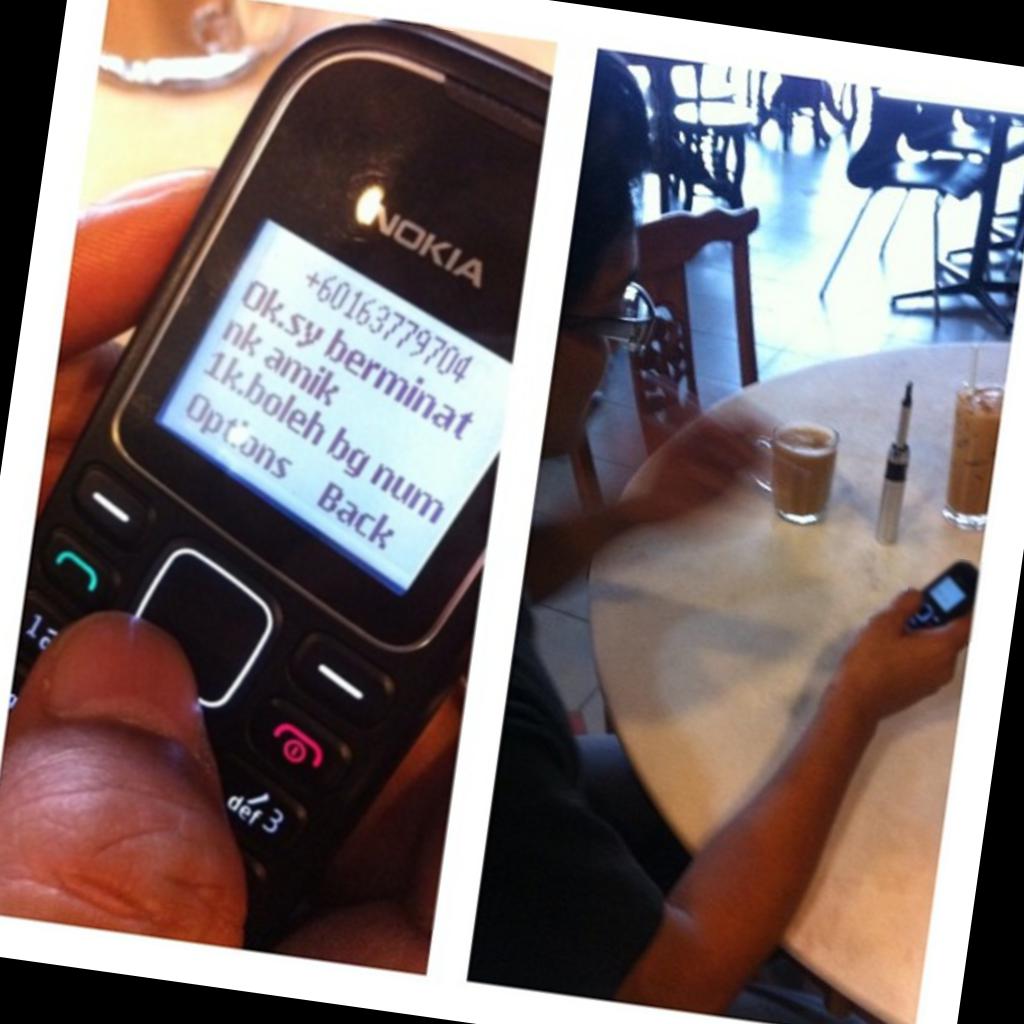 NOKIA
+60163779704
Ok.sy berminat
nk amik
1k.boleh bg num
Options Back
def 3